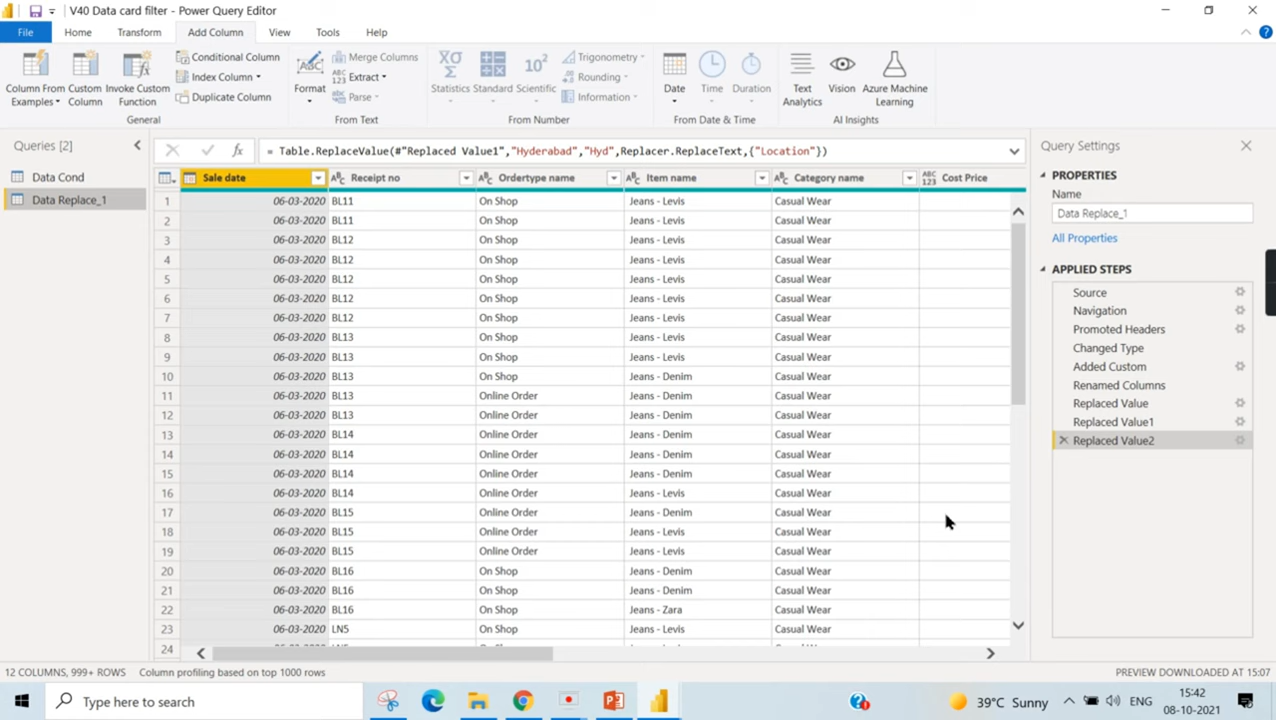 V40 Data card filter - Power Query Editor
File Home Transform Add Column View Tools Help
Column From Examples
Custom Column
Invoke Custom Function
Conditional Column
Index Column
Duplicate Column
General
ABC
Format
Merge Columns
ABC 123 Extract
abc Parse
From Text
XΣ Statistics
Standard
10² Scientific
Trigonometry
Rounding
Information
From Number
Date
Time
Duration
From Date & Time
Text Analytics
Vision
Azure Machine Learning
AI Insights
Queries [2]
Data Cond
Data Replace_1
fx = Table.ReplaceValue(#"Replaced Value1","Hyderabad","Hyd",Replacer.ReplaceText,{"Location"})
Sale date ABC Receipt no ABC Ordertype name ABC Item name ABC Category name ABC 123 Cost Price
1 06-03-2020 BL11 On Shop Jeans - Levis Casual Wear
2 06-03-2020 BL11 On Shop Jeans - Levis Casual Wear
3 06-03-2020 BL12 On Shop Jeans - Levis Casual Wear
4 06-03-2020 BL12 On Shop Jeans - Levis Casual Wear
5 06-03-2020 BL12 On Shop Jeans - Levis Casual Wear
6 06-03-2020 BL12 On Shop Jeans - Levis Casual Wear
7 06-03-2020 BL12 On Shop Jeans - Levis Casual Wear
8 06-03-2020 BL13 On Shop Jeans - Levis Casual Wear
9 06-03-2020 BL13 On Shop Jeans - Levis Casual Wear
10 06-03-2020 BL13 On Shop Jeans - Denim Casual Wear
11 06-03-2020 BL13 Online Order Jeans - Denim Casual Wear
12 06-03-2020 BL13 Online Order Jeans - Denim Casual Wear
13 06-03-2020 BL14 Online Order Jeans - Denim Casual Wear
14 06-03-2020 BL14 Online Order Jeans - Denim Casual Wear
15 06-03-2020 BL14 Online Order Jeans - Denim Casual Wear
16 06-03-2020 BL14 Online Order Jeans - Levis Casual Wear
17 06-03-2020 BL15 Online Order Jeans - Denim Casual Wear
18 06-03-2020 BL15 Online Order Jeans - Levis Casual Wear
19 06-03-2020 BL15 Online Order Jeans - Levis Casual Wear
20 06-03-2020 BL16 On Shop Jeans - Denim Casual Wear
21 06-03-2020 BL16 On Shop Jeans - Denim Casual Wear
22 06-03-2020 BL16 On Shop Jeans - Zara Casual Wear
23 06-03-2020 LN5 On Shop Jeans - Levis Casual Wear
24
Query Settings
PROPERTIES
Name
Data Replace_1
All Properties
APPLIED STEPS
Source
Navigation
Promoted Headers
Changed Type
Added Custom
Renamed Columns
Replaced Value
Replaced Value1
Replaced Value2
12 COLUMNS, 999+ ROWS Column profiling based on top 1000 rows PREVIEW DOWNLOADED AT 15:07
Type here to search
39°C Sunny ENG 15:42
08-10-2021